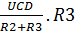 UCD
R2+R3 . R3